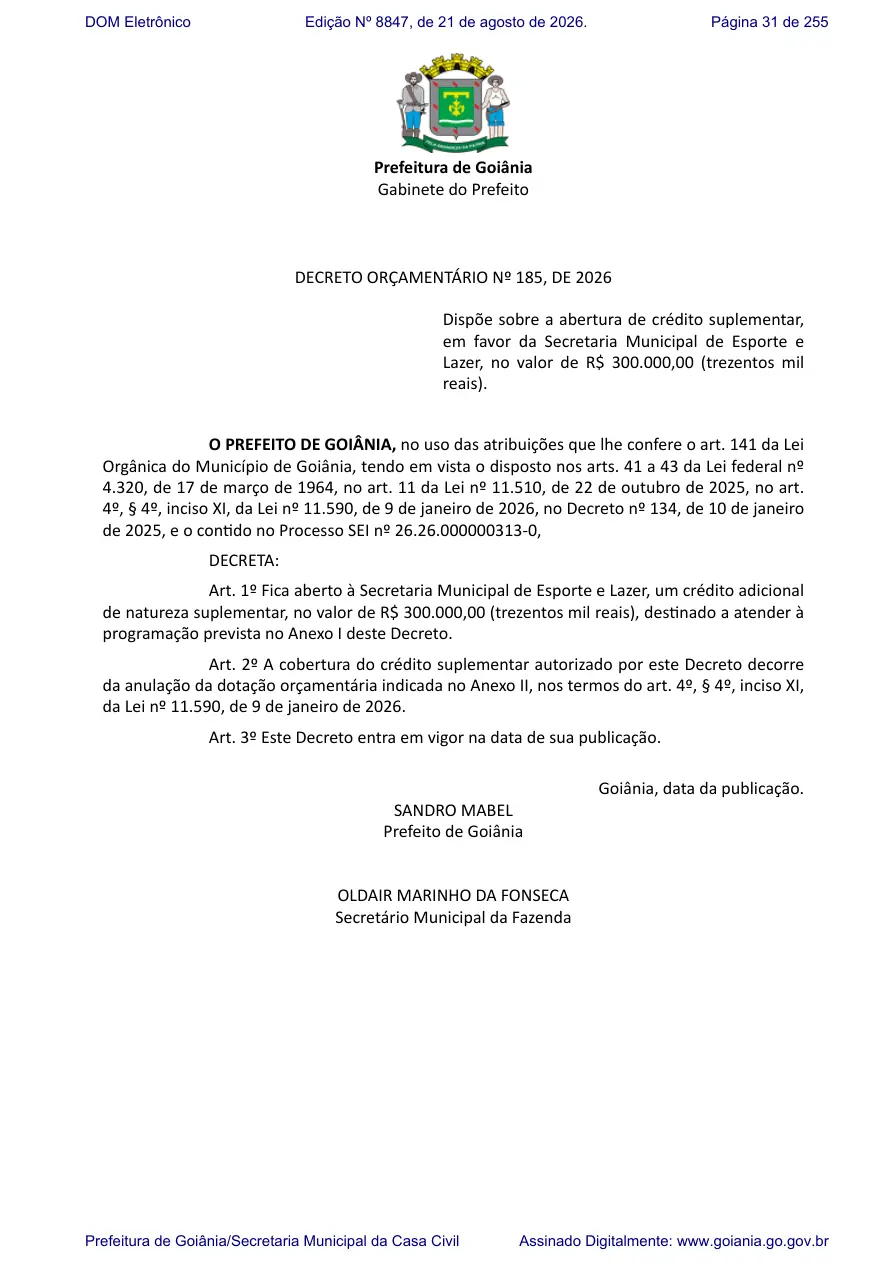 DOM Eletrônico Edição Nº 8847, de 21 de agosto de 2026. Página 31 de 255
PELA GRANDEZA DA PÁTRIA
Prefeitura de Goiânia
Gabinete do Prefeito
DECRETO ORÇAMENTÁRIO Nº 185, DE 2026
Dispõe sobre a abertura de crédito suplementar,
em favor da Secretaria Municipal de Esporte e
Lazer, no valor de R$ 300.000,00 (trezentos mil
reais).
O PREFEITO DE GOIÂNIA, no uso das atribuições que lhe confere o art. 141 da Lei
Orgânica do Município de Goiânia, tendo em vista o disposto nos arts. 41 a 43 da Lei federal nº
4.320, de 17 de março de 1964, no art. 11 da Lei nº 11.510, de 22 de outubro de 2025, no art.
4º, § 4º, inciso XI, da Lei nº 11.590, de 9 de janeiro de 2026, no Decreto nº 134, de 10 de janeiro
de 2025, e o contido no Processo SEI nº 26.26.000000313-0,
DECRETA:
Art. 1º Fica aberto à Secretaria Municipal de Esporte e Lazer, um crédito adicional
de natureza suplementar, no valor de R$ 300.000,00 (trezentos mil reais), destinado a atender à
programação prevista no Anexo I deste Decreto.
Art. 2º A cobertura do crédito suplementar autorizado por este Decreto decorre
da anulação da dotação orçamentária indicada no Anexo II, nos termos do art. 4º, § 4º, inciso XI,
da Lei nº 11.590, de 9 de janeiro de 2026.
Art. 3º Este Decreto entra em vigor na data de sua publicação.
Goiânia, data da publicação.
SANDRO MABEL
Prefeito de Goiânia
OLDAIR MARINHO DA FONSECA
Secretário Municipal da Fazenda
Prefeitura de Goiânia/Secretaria Municipal da Casa Civil Assinado Digitalmente: www.goiania.go.gov.br